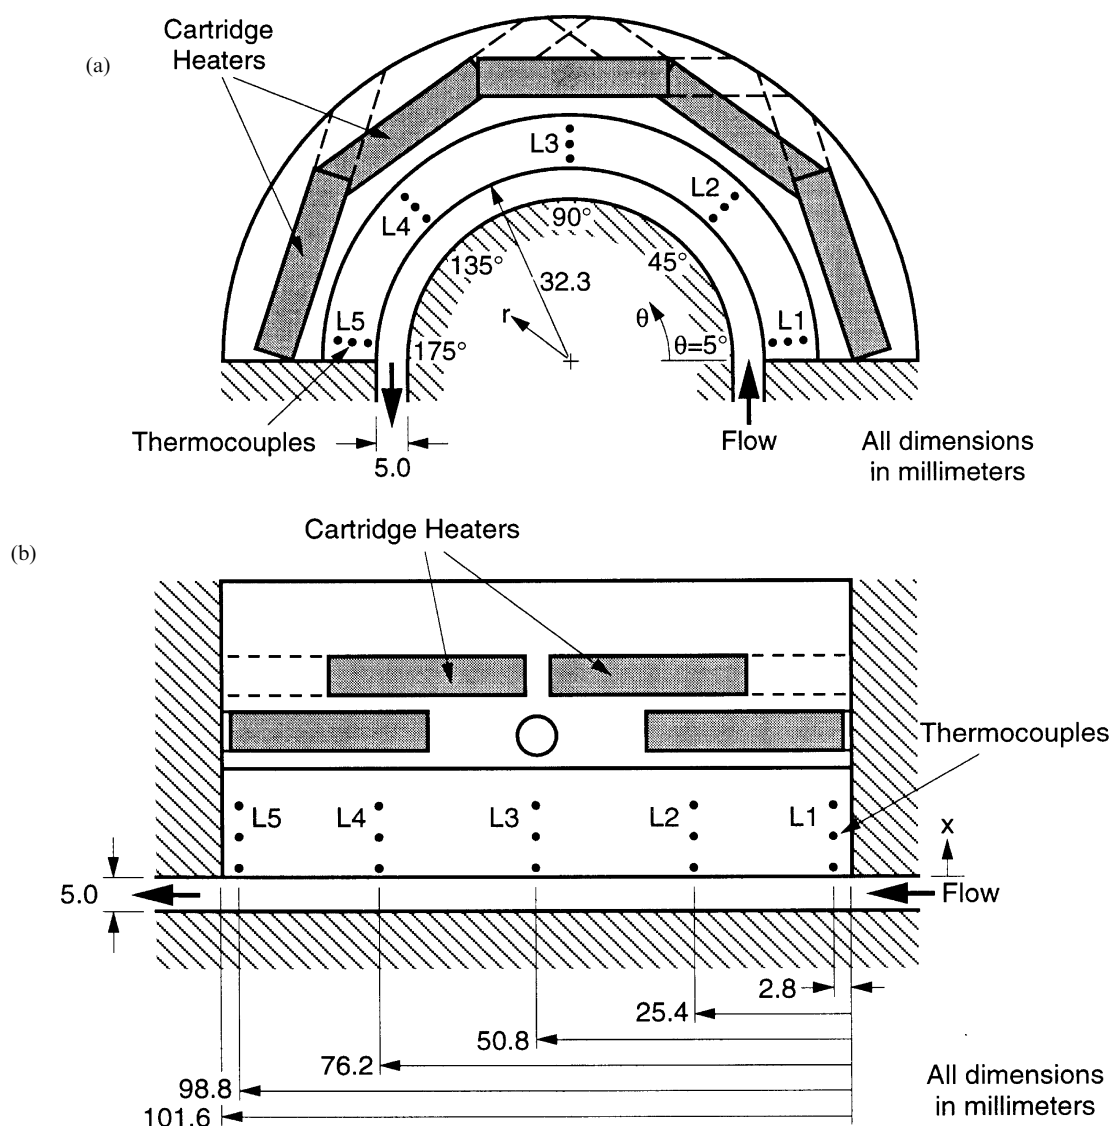 Cartridge
Heaters
(a)
L3
L2
L4
90°
135°
45°
32.3
L5
r
θ
L1
175°
θ=5°
Thermocouples
Flow
All dimensions
in millimeters
5.0
Cartridge Heaters
(b)
Thermocouples
L5
L4
L3
L2
L1
x
5.0
Flow
2.8
25.4
50.8
76.2
98.8
All dimensions
in millimeters
101.6